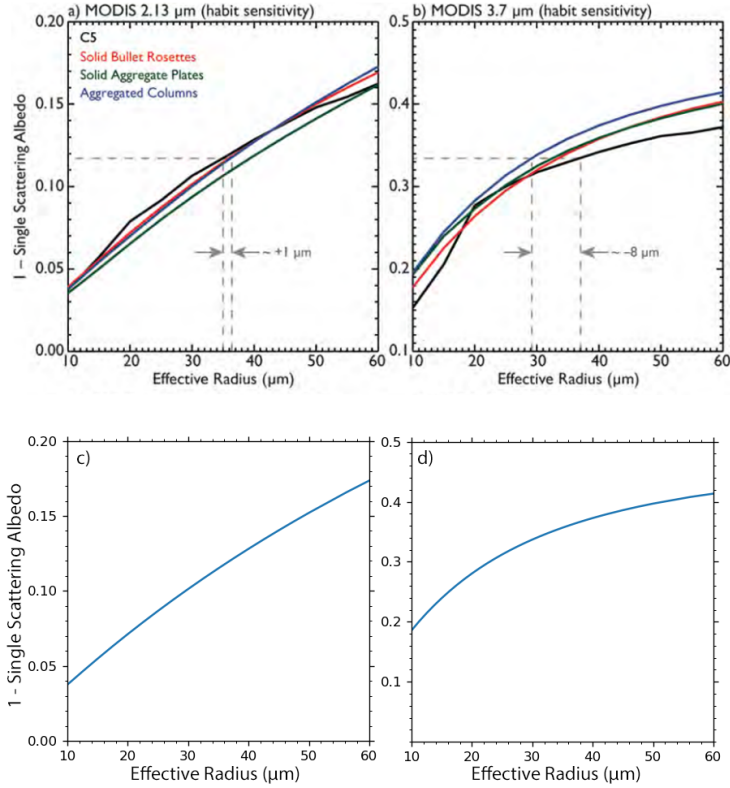 a) MODIS 2.13 µm (habit sensitivity)
b) MODIS 3.7 µm (habit sensitivity)
0.20
0.15
0.10
0.05
0.00
1 – Single Scattering Albedo
C5
Solid Bullet Rosettes
Solid Aggregate Plates
Aggregated Columns
~ +1 µm
10 20 30 40 50 60
Effective Radius (µm)
0.5
0.4
0.3
0.2
0.1
~ –8 µm
10 20 30 40 50 60
Effective Radius (µm)
c)
0.20
0.15
0.10
0.05
0.00
1 - Single Scattering Albedo
10 20 30 40 50 60
Effective Radius (µm)
d)
0.5
0.4
0.3
0.2
0.1
10 20 30 40 50 60
Effective Radius (µm)